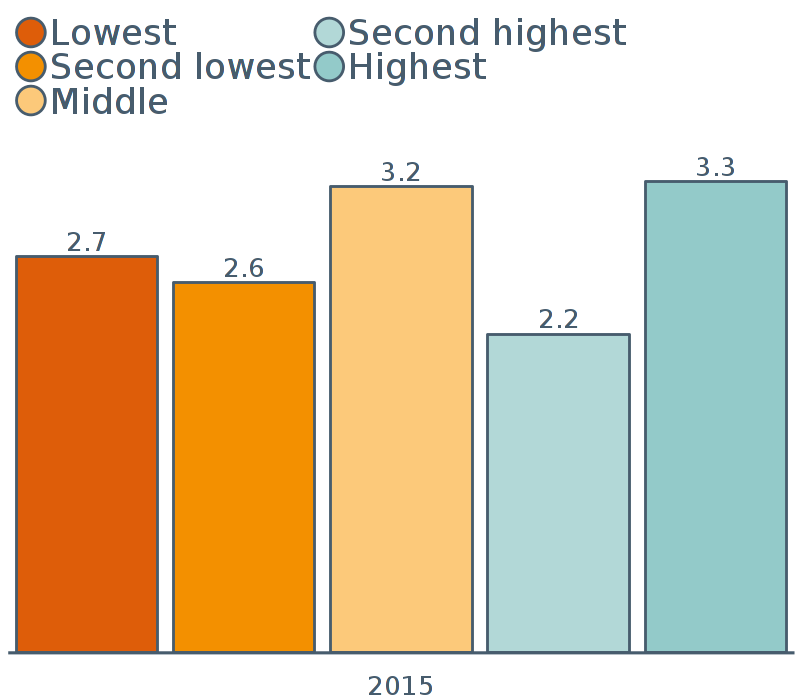 Lowest
Second lowest
Middle
Second highest
Highest
2.7
2.6
3.2
2.2
3.3
2015